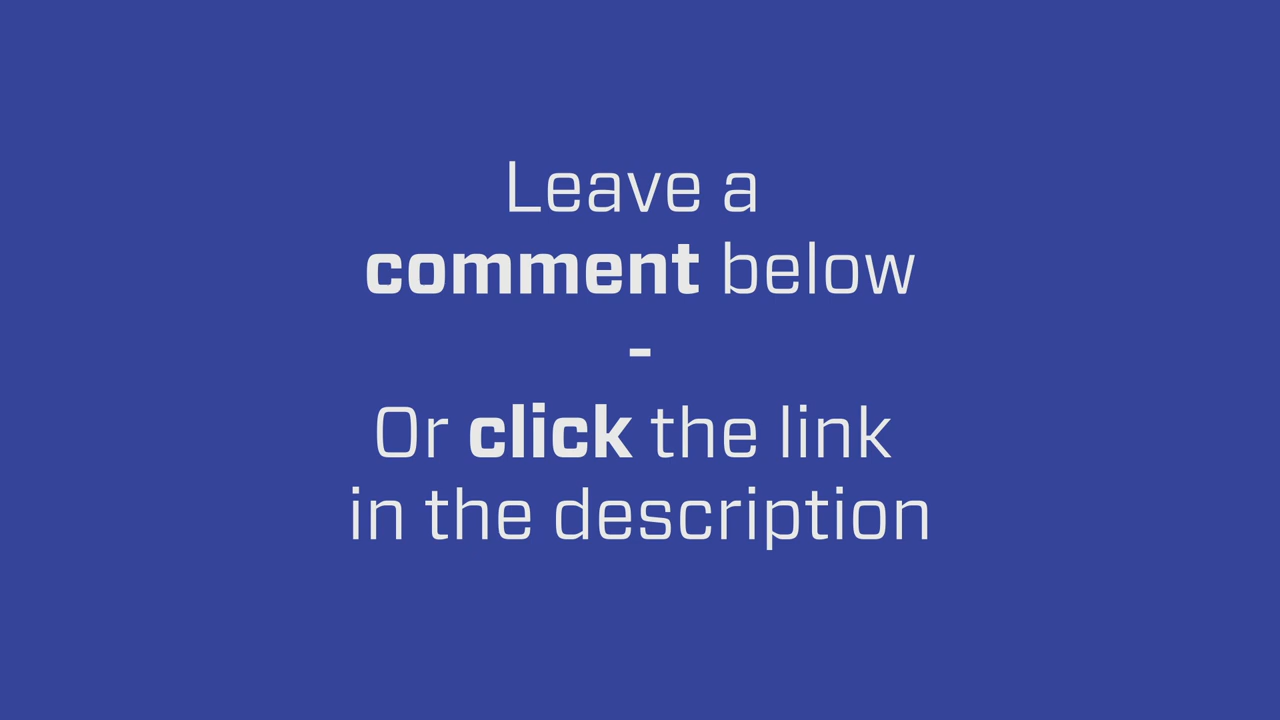 Leave a
comment below
-
Or click the link
in the description